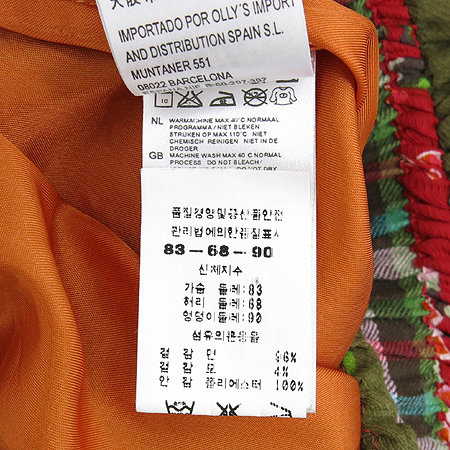 IMPORTADO POR OLLY'S IMPORT
AND DISTRIBUTION SPAIN S.L.
MUNTANER 551
08022 BARCELONA
NL WARMACHINE MAX 40°C NORMAAL
PROGRAMMA/NIET BLEKEN
STRIJKEN OP MAX 110°C NIET
CHEMISCH REINIGEN NIET IN DE
DROGER
GB MACHINE WASH MAX 40°C NORMAL
PROCESS DO NOT BLEACH
DRY
품질경영및공산품안전
관리법에의한품질표시
83-68-90
신체치수
가슴 둘레:83
허리 둘레:68
엉덩이둘레:90
섬유의혼용율
겉감 면 96%
겉감 모 4%
안감 폴리에스터 100%